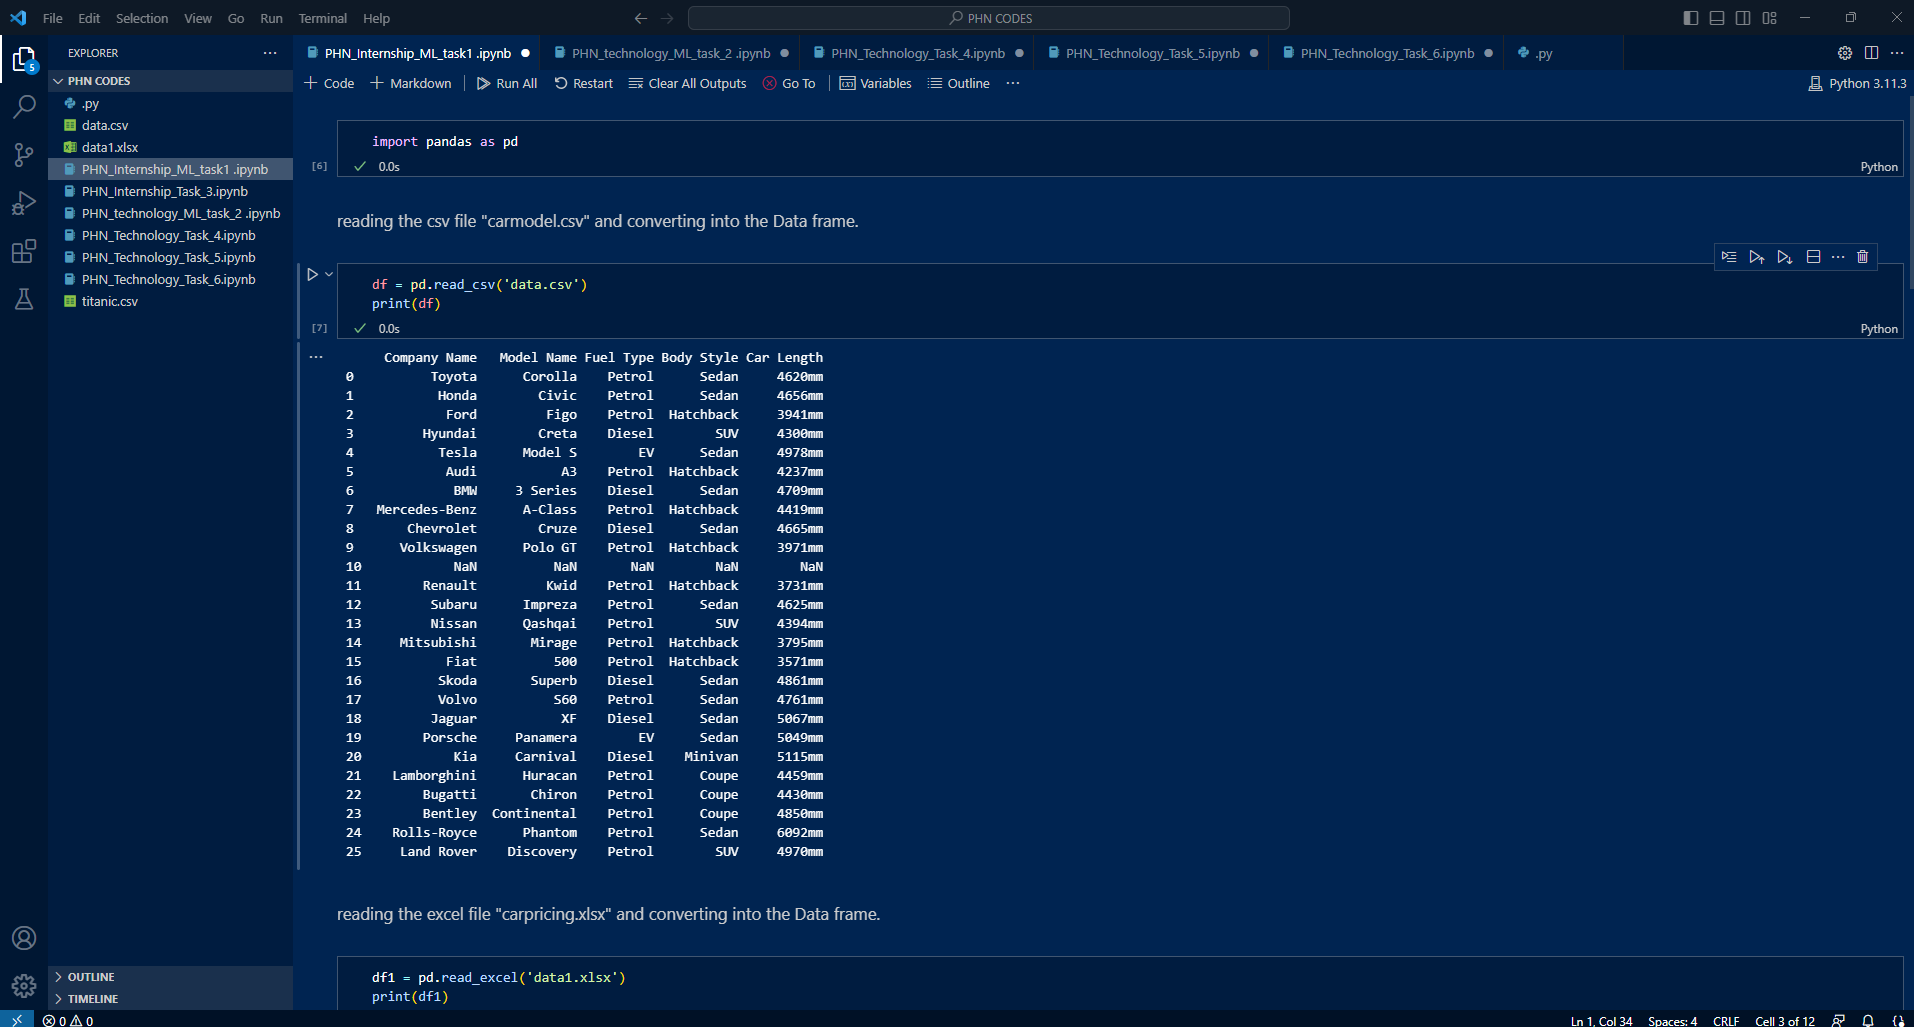 File Edit Selection View Go Run Terminal Help
PHN CODES
EXPLORER
PHN_Internship_ML_task1 .ipynb
PHN_technology_ML_task_2 .ipynb
PHN_Technology_Task_4.ipynb
PHN_Technology_Task_5.ipynb
PHN_Technology_Task_6.ipynb
.py
5
PHN CODES
.py
data.csv
data1.xlsx
PHN_Internship_ML_task1 .ipynb
PHN_Internship_Task_3.ipynb
PHN_technology_ML_task_2 .ipynb
PHN_Technology_Task_4.ipynb
PHN_Technology_Task_5.ipynb
PHN_Technology_Task_6.ipynb
titanic.csv
OUTLINE
TIMELINE
+ Code + Markdown Run All Restart Clear All Outputs Go To Variables Outline ...
Python 3.11.3
import pandas as pd
[6] ✓ 0.0s Python
reading the csv file "carmodel.csv" and converting into the Data frame.
df = pd.read_csv('data.csv')
print(df)
[7] ✓ 0.0s Python
Company Name Model Name Fuel Type Body Style Car Length
0 Toyota Corolla Petrol Sedan 4620mm
1 Honda Civic Petrol Sedan 4656mm
2 Ford Figo Petrol Hatchback 3941mm
3 Hyundai Creta Diesel SUV 4300mm
4 Tesla Model S EV Sedan 4978mm
5 Audi A3 Petrol Hatchback 4237mm
6 BMW 3 Series Diesel Sedan 4709mm
7 Mercedes-Benz A-Class Petrol Hatchback 4419mm
8 Chevrolet Cruze Diesel Sedan 4665mm
9 Volkswagen Polo GT Petrol Hatchback 3971mm
10 NaN NaN NaN NaN NaN
11 Renault Kwid Petrol Hatchback 3731mm
12 Subaru Impreza Petrol Sedan 4625mm
13 Nissan Qashqai Petrol SUV 4394mm
14 Mitsubishi Mirage Petrol Hatchback 3795mm
15 Fiat 500 Petrol Hatchback 3571mm
16 Skoda Superb Diesel Sedan 4861mm
17 Volvo S60 Petrol Sedan 4761mm
18 Jaguar XF Diesel Sedan 5067mm
19 Porsche Panamera EV Sedan 5049mm
20 Kia Carnival Diesel Minivan 5115mm
21 Lamborghini Huracan Petrol Coupe 4459mm
22 Bugatti Chiron Petrol Coupe 4430mm
23 Bentley Continental Petrol Coupe 4850mm
24 Rolls-Royce Phantom Petrol Sedan 6092mm
25 Land Rover Discovery Petrol SUV 4970mm
reading the excel file "carpricing.xlsx" and converting into the Data frame.
df1 = pd.read_excel('data1.xlsx')
print(df1)
0 0 Ln 1, Col 34 Spaces: 4 CRLF Cell 3 of 12